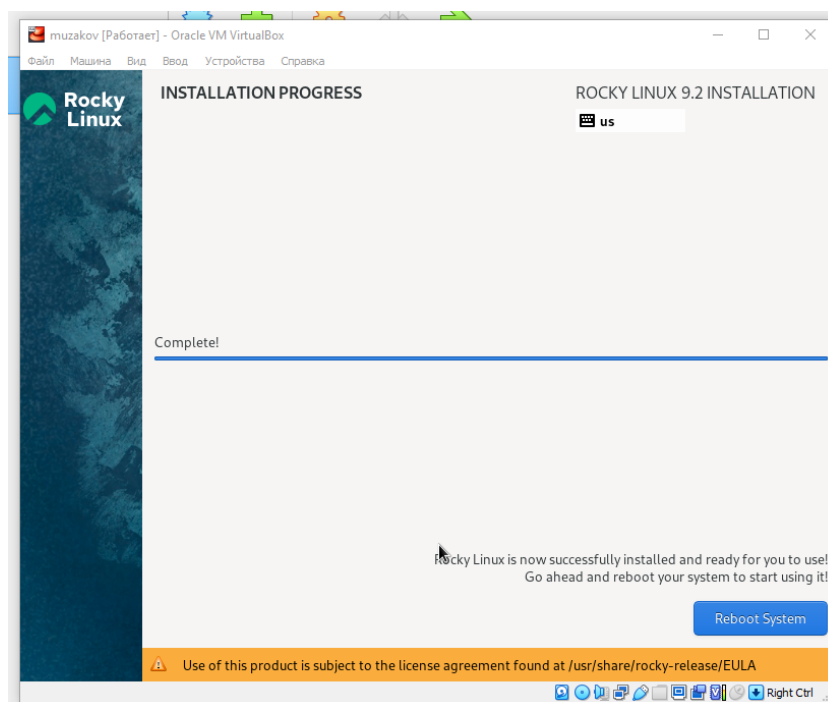 muzakov [Работает] - Oracle VM VirtualBox
Файл Машина Вид Ввод Устройства Справка
Rocky
Linux
INSTALLATION PROGRESS
ROCKY LINUX 9.2 INSTALLATION
us
Complete!
Rocky Linux is now successfully installed and ready for you to use!
Go ahead and reboot your system to start using it!
Reboot System
Use of this product is subject to the license agreement found at /usr/share/rocky-release/EULA
Right Ctrl